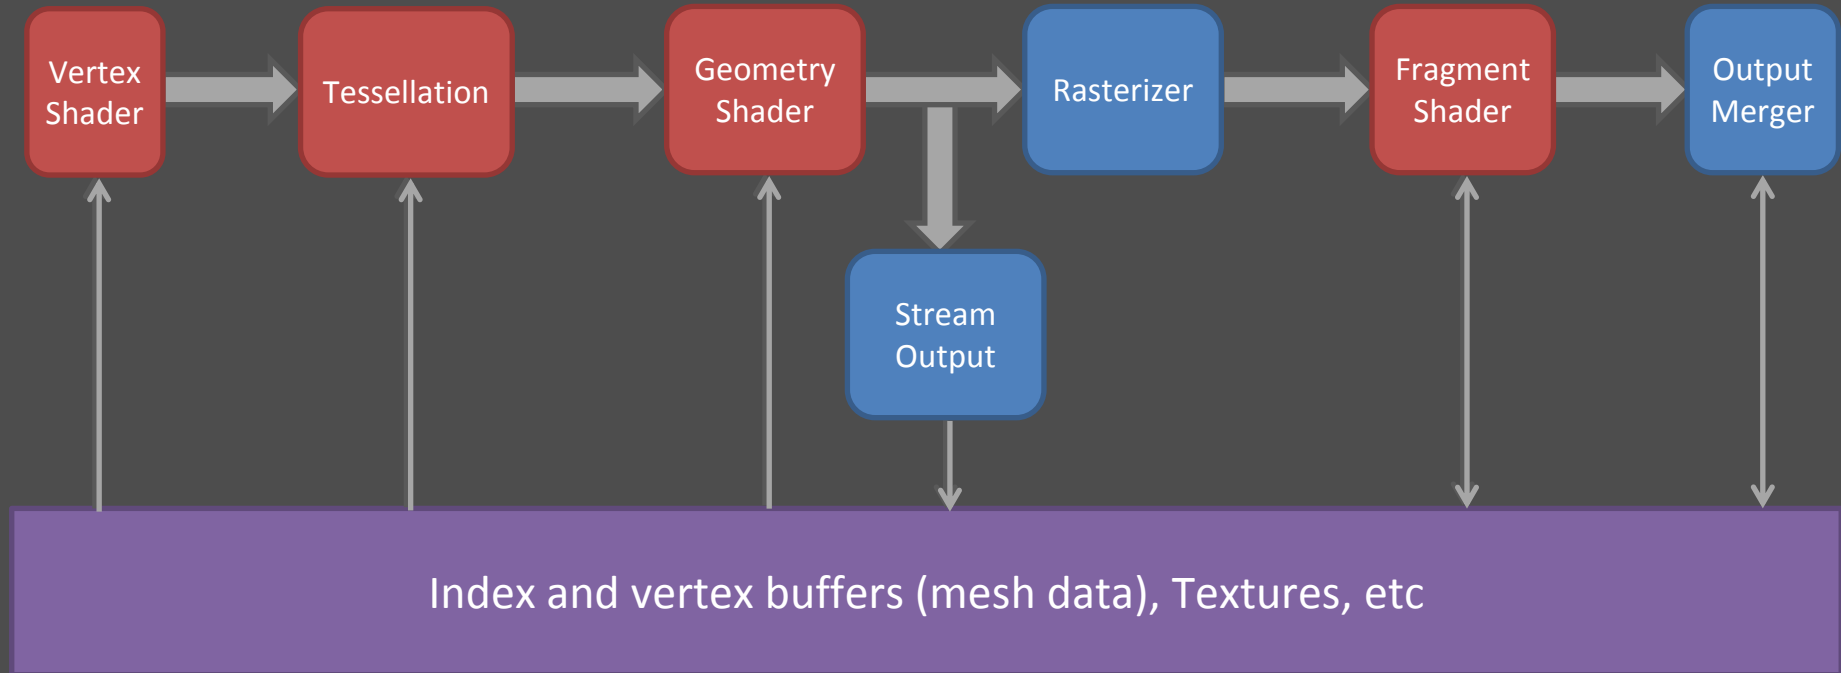 Vertex
Shader
Tessellation
Geometry
Shader
Rasterizer
Fragment
Shader
Output
Merger
Stream
Output
Index and vertex buffers (mesh data), Textures, etc